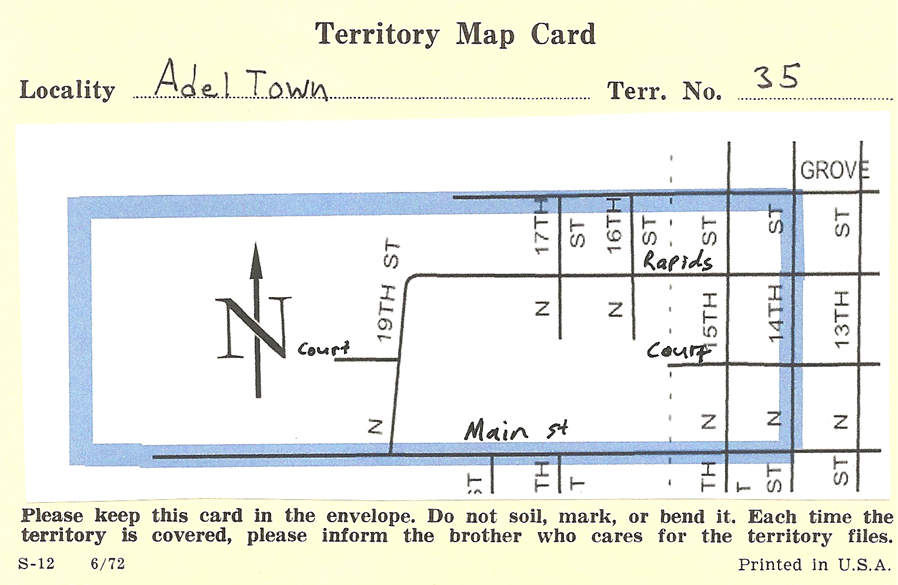 Territory Map Card
Locality Adel Town Terr. No. 35
GROVE
17TH ST N
16TH ST N
15TH ST N
14TH ST N
13TH ST N
19TH ST N
Rapids
N
Court
Court
Main st
ST
TH
T
TH
T
ST
ST
Please keep this card in the envelope. Do not soil, mark, or bend it. Each time the
territory is covered, please inform the brother who cares for the territory files.
S-12 6/72 Printed in U.S.A.